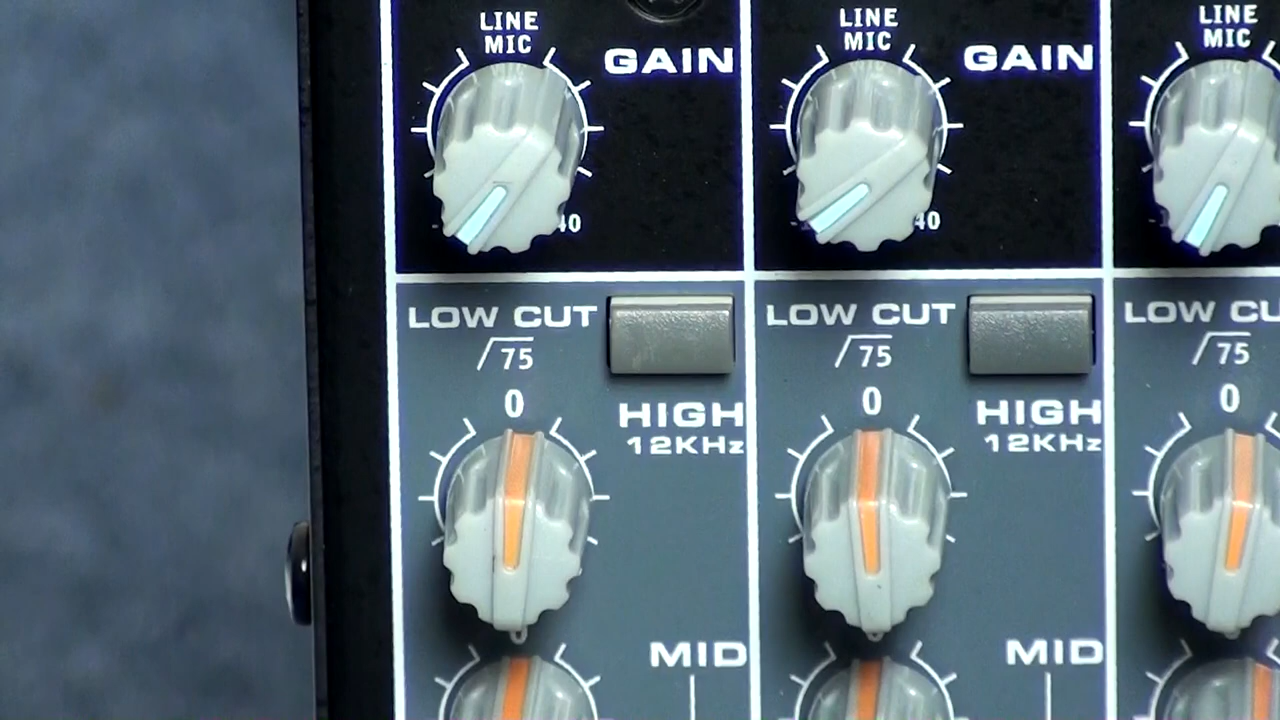 LINE LINE LINE
MIC MIC MIC
GAIN GAIN
40 40
LOW CUT LOW CUT LOW CU
75 75 75
0 0 0
HIGH HIGH
12KHz 12KHz
MID MID